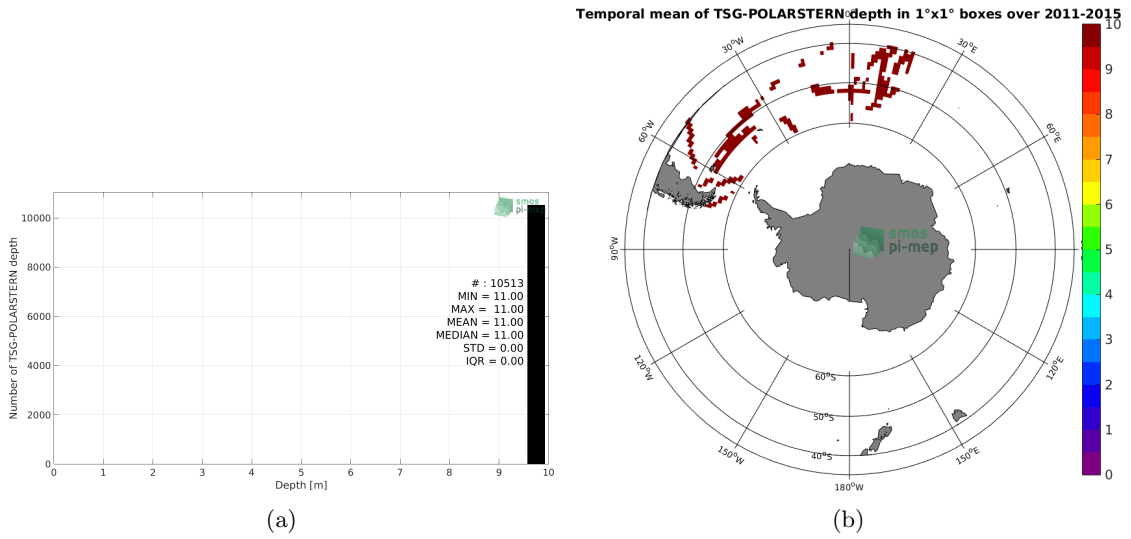 Temporal mean of TSG-POLARSTERN depth in 1°x1° boxes over 2011-2015
Number of TSG-POLARSTERN depth
10000
8000
6000
4000
2000
0
smos
pi-mep
# : 10513
MIN = 11.00
MAX = 11.00
MEAN = 11.00
MEDIAN = 11.00
STD = 0.00
IQR = 0.00
0 1 2 3 4 5 6 7 8 9 10
Depth [m]
(a)
30°W
30°E
60°W
60°E
90°W
120°W
120°E
150°W
150°E
180°W
60°S
50°S
40°S
smos
pi-mep
10
9
8
7
6
5
4
3
2
1
0
(b)